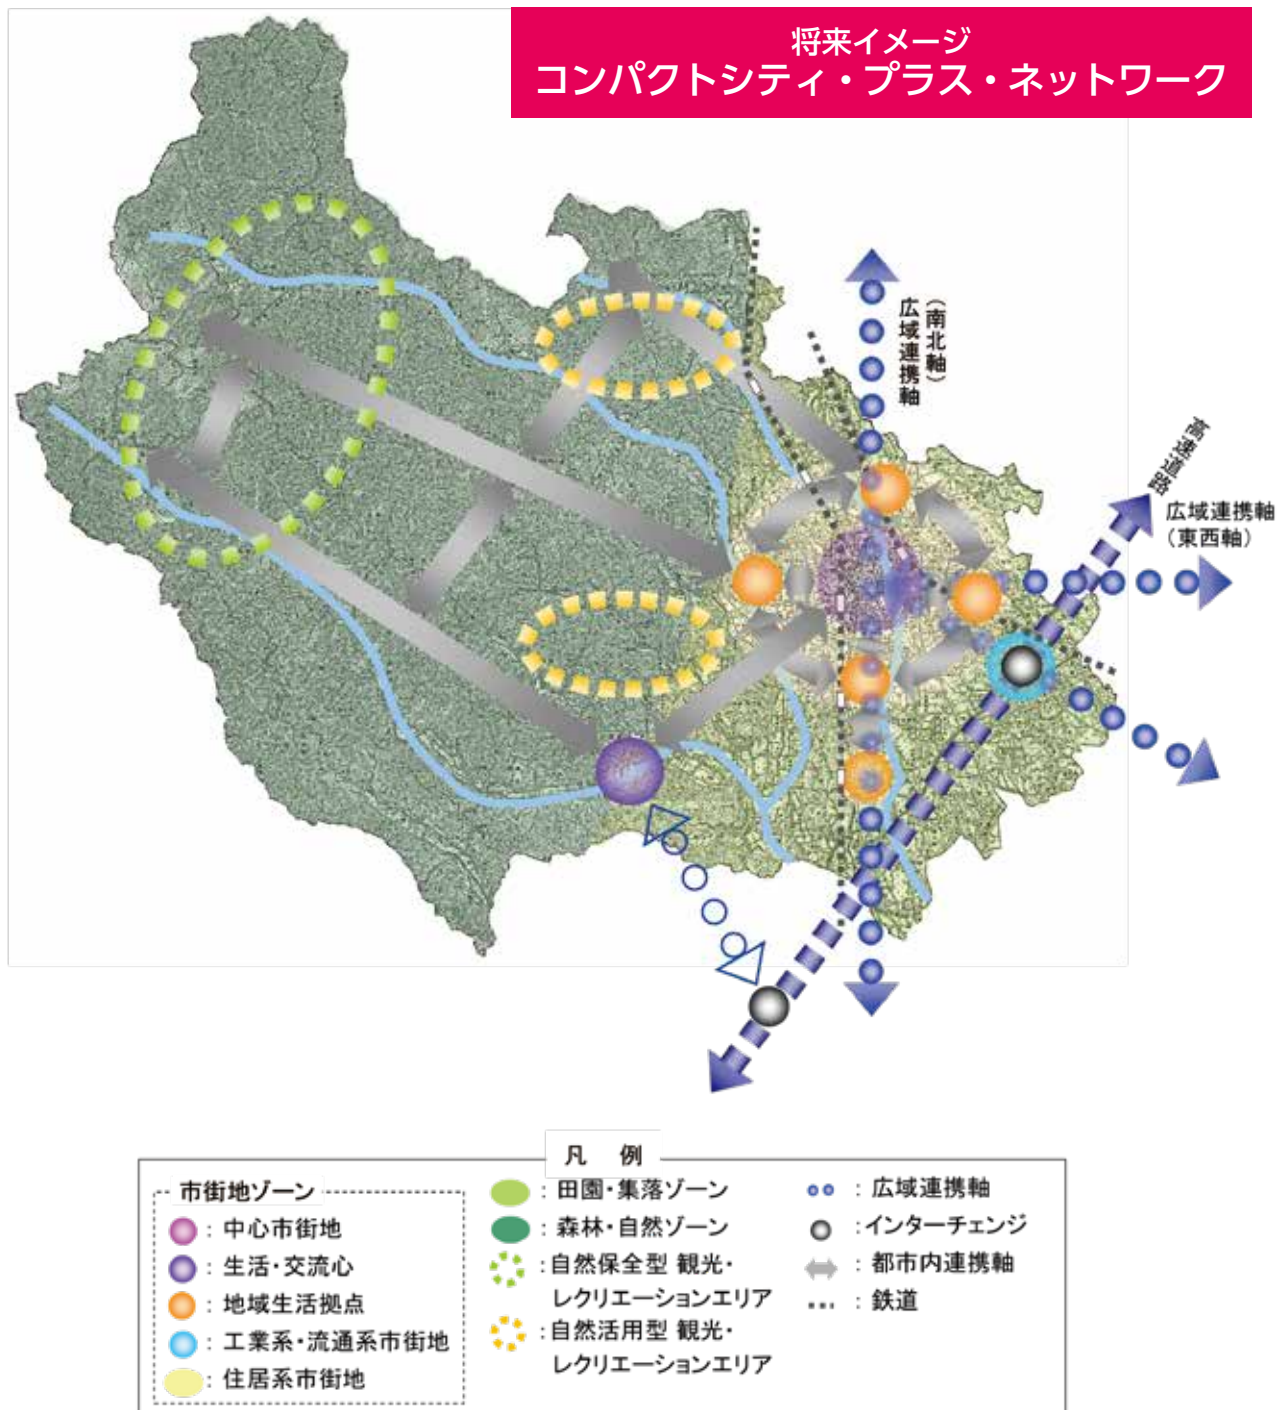 将来イメージ
コンパクトシティ・プラス・ネットワーク
広域連携軸
（南北軸）
高速道路
広域連携軸
（東西軸）
凡 例
市街地ゾーン
：中心市街地
：生活・交流心
：地域生活拠点
：工業系・流通系市街地
：住居系市街地
：田園・集落ゾーン
：森林・自然ゾーン
：自然保全型 観光・
レクリエーションエリア
：自然活用型 観光・
レクリエーションエリア
：広域連携軸
：インターチェンジ
：都市内連携軸
：鉄道